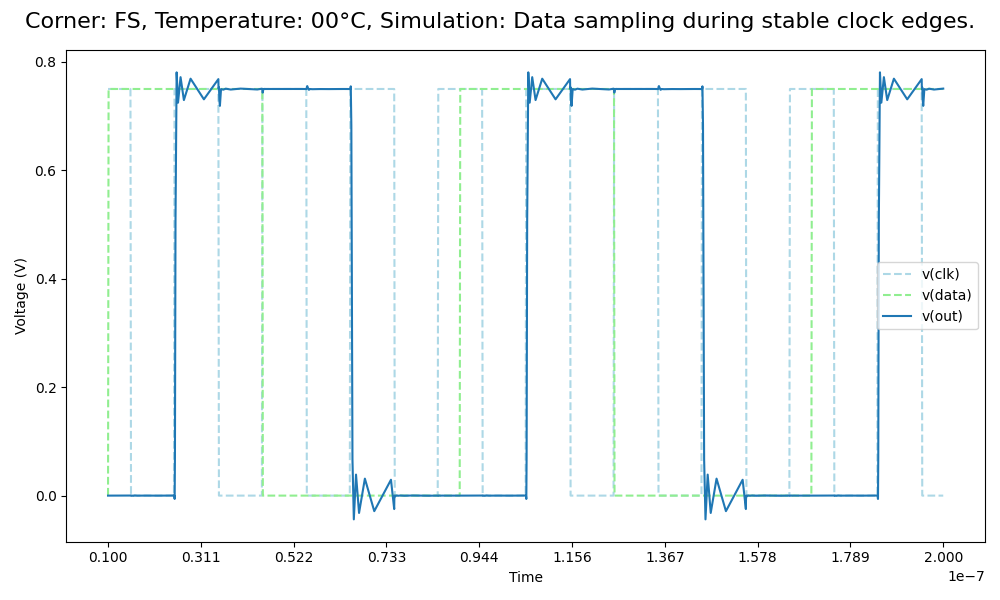 Corner: FS, Temperature: 00°C, Simulation: Data sampling during stable clock edges.
Voltage (V)
0.8
0.6
0.4
0.2
0.0
v(clk)
v(data)
v(out)
0.100 0.311 0.522 0.733 0.944 1.156 1.367 1.578 1.789 2.000
Time
1e−7